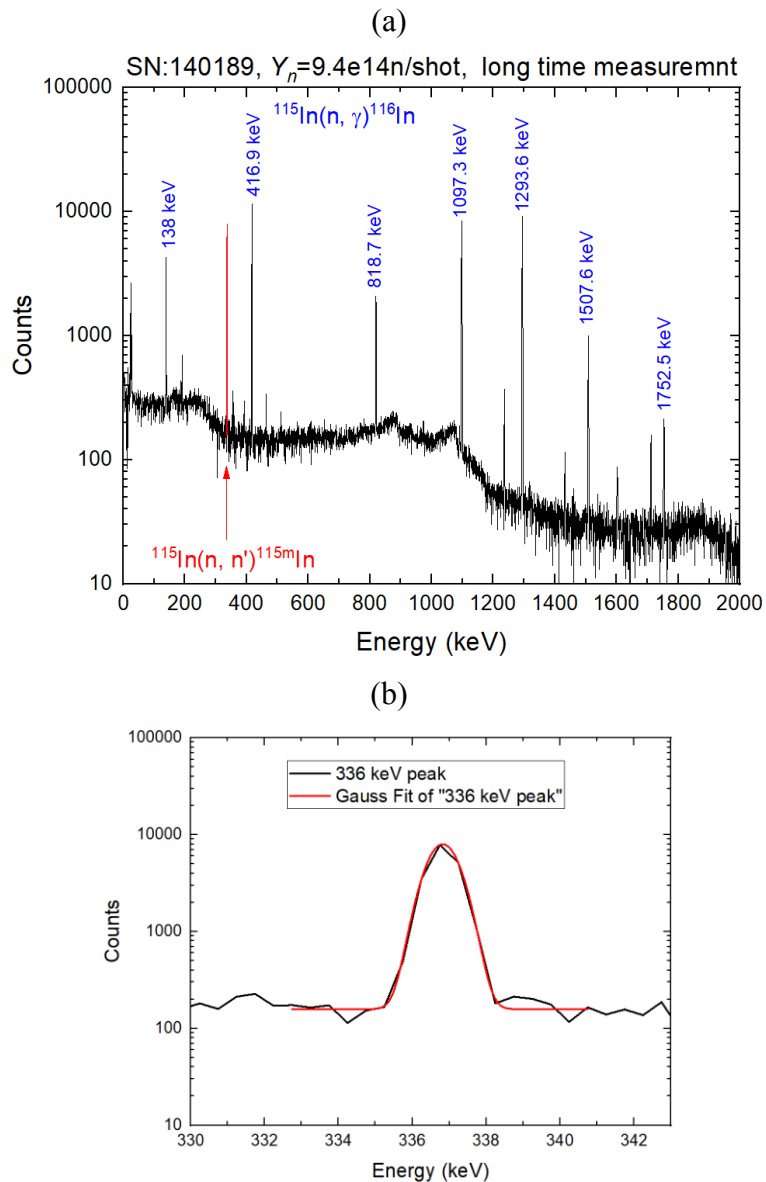 (a)
SN:140189, Yn=9.4e14n/shot, long time measuremnt
100000
10000
1000
100
10
Counts
115In(n, γ)116In
138 keV
416.9 keV
818.7 keV
1097.3 keV
1293.6 keV
1507.6 keV
1752.5 keV
115In(n, n')115mIn
0 200 400 600 800 1000 1200 1400 1600 1800 2000
Energy (keV)
(b)
100000
10000
1000
100
10
Counts
336 keV peak
Gauss Fit of "336 keV peak"
330 332 334 336 338 340 342
Energy (keV)